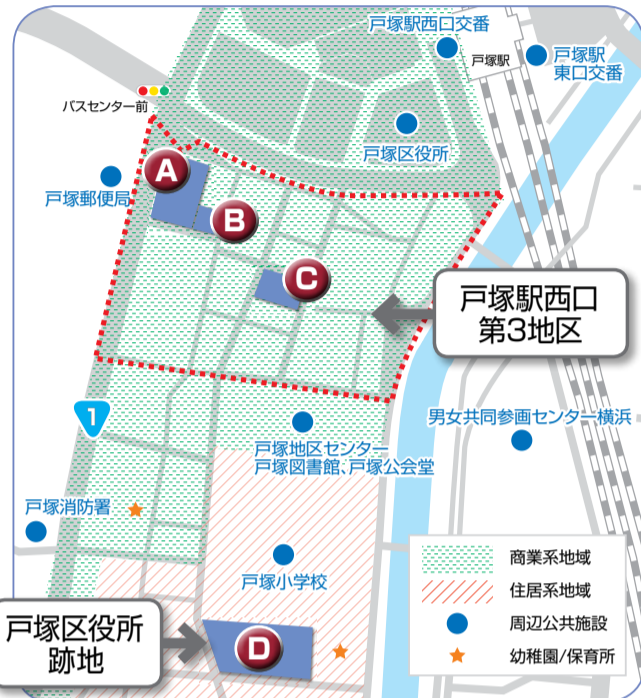 戸塚駅西口交番
戸塚駅
戸塚駅
東口交番
バスセンター前
戸塚区役所
A
戸塚郵便局
B
C
戸塚駅西口
第3地区
1
男女共同参画センター横浜
戸塚地区センター
戸塚図書館、戸塚公会堂
戸塚消防署
商業系地域
戸塚小学校
住居系地域
戸塚区役所
跡地
D
周辺公共施設
幼稚園/保育所